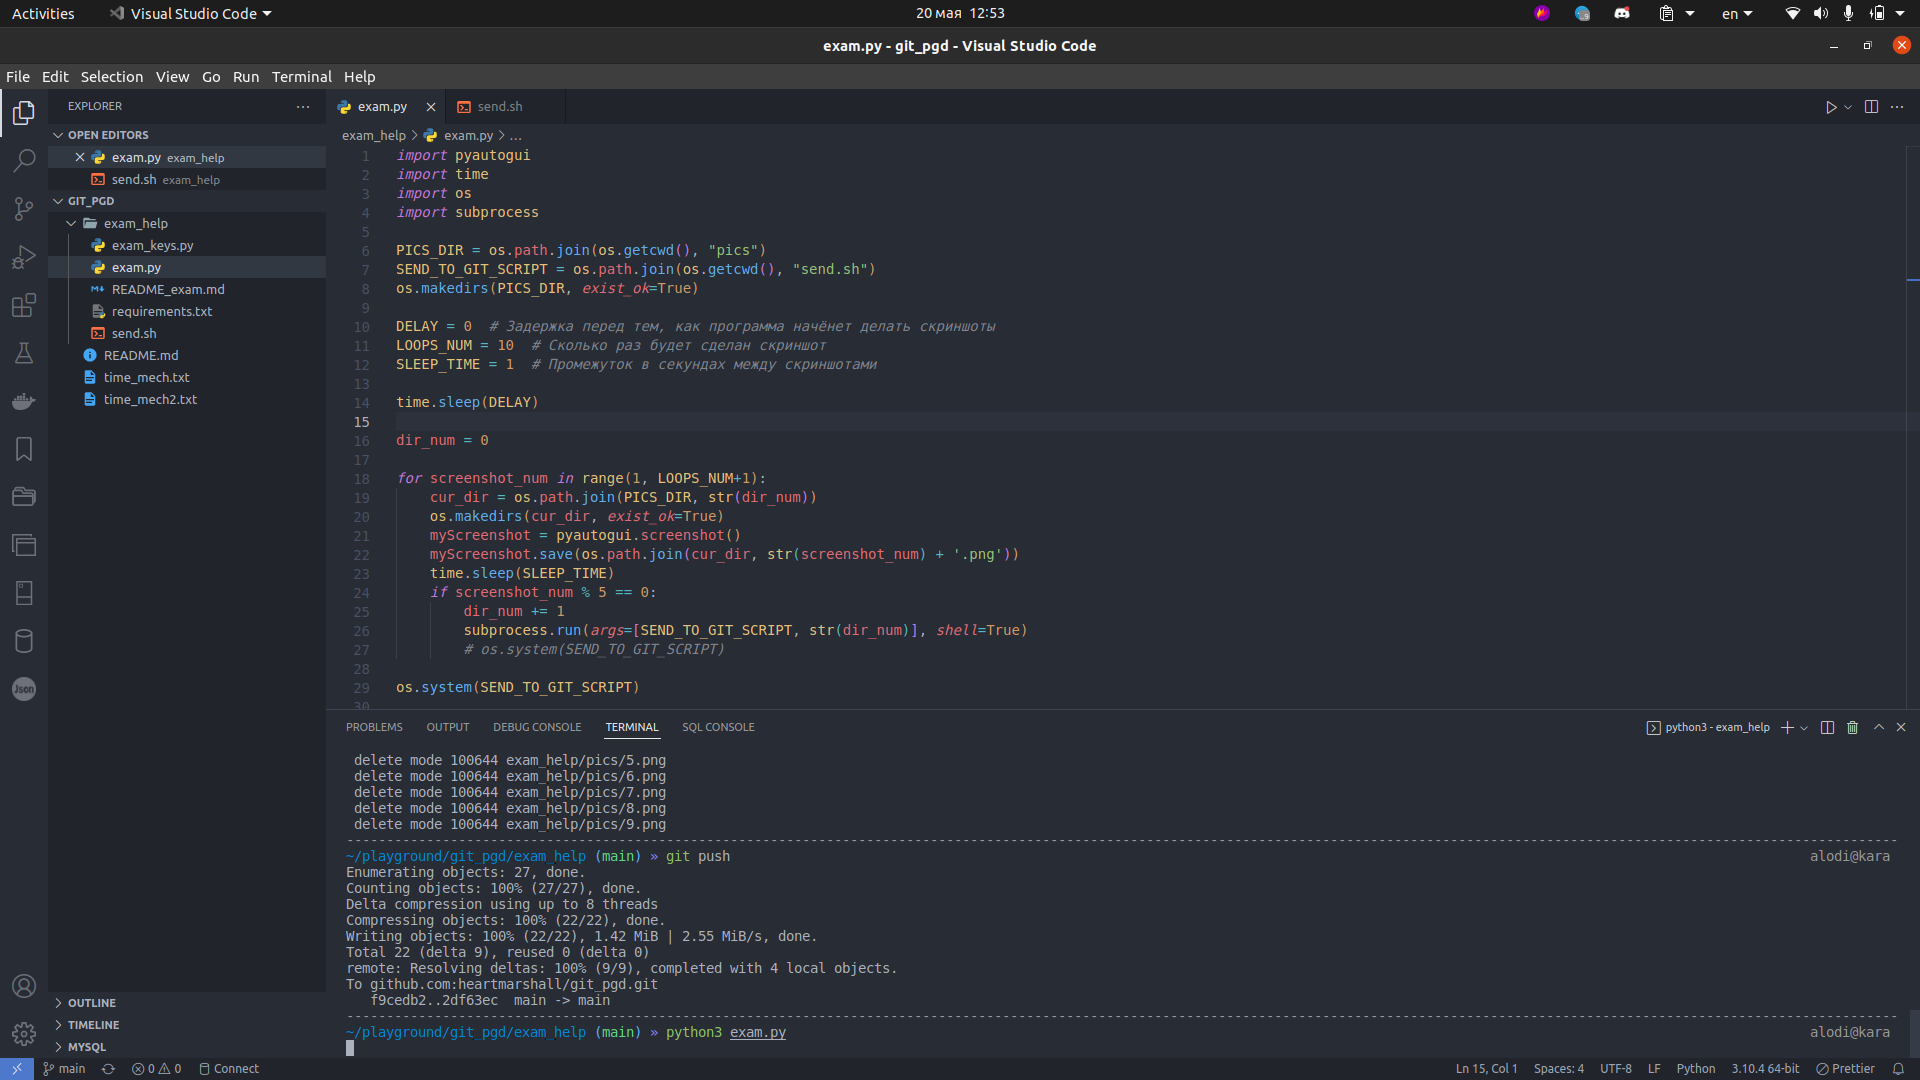 Activities
Visual Studio Code
20 мая 12:53
en
exam.py - git_pgd - Visual Studio Code
File Edit Selection View Go Run Terminal Help
EXPLORER
OPEN EDITORS
exam.py exam_help
send.sh exam_help
GIT_PGD
exam_help
exam_keys.py
exam.py
README_exam.md
requirements.txt
send.sh
README.md
time_mech.txt
time_mech2.txt
Json
OUTLINE
TIMELINE
MYSQL
exam.py
send.sh
exam_help > exam.py > ...
1 import pyautogui
2 import time
3 import os
4 import subprocess
5
6 PICS_DIR = os.path.join(os.getcwd(), "pics")
7 SEND_TO_GIT_SCRIPT = os.path.join(os.getcwd(), "send.sh")
8 os.makedirs(PICS_DIR, exist_ok=True)
9
10 DELAY = 0  # Задержка перед тем, как программа начёнет делать скриншоты
11 LOOPS_NUM = 10  # Сколько раз будет сделан скриншот
12 SLEEP_TIME = 1  # Промежуток в секундах между скриншотами
13
14 time.sleep(DELAY)
15
16 dir_num = 0
17
18 for screenshot_num in range(1, LOOPS_NUM+1):
19     cur_dir = os.path.join(PICS_DIR, str(dir_num))
20     os.makedirs(cur_dir, exist_ok=True)
21     myScreenshot = pyautogui.screenshot()
22     myScreenshot.save(os.path.join(cur_dir, str(screenshot_num) + '.png'))
23     time.sleep(SLEEP_TIME)
24     if screenshot_num % 5 == 0:
25         dir_num += 1
26         subprocess.run(args=[SEND_TO_GIT_SCRIPT, str(dir_num)], shell=True)
27         # os.system(SEND_TO_GIT_SCRIPT)
28
29 os.system(SEND_TO_GIT_SCRIPT)
30
PROBLEMS OUTPUT DEBUG CONSOLE TERMINAL SQL CONSOLE
python3 - exam_help
delete mode 100644 exam_help/pics/5.png
delete mode 100644 exam_help/pics/6.png
delete mode 100644 exam_help/pics/7.png
delete mode 100644 exam_help/pics/8.png
delete mode 100644 exam_help/pics/9.png
~/playground/git_pgd/exam_help (main) » git push alodi@kara
Enumerating objects: 27, done.
Counting objects: 100% (27/27), done.
Delta compression using up to 8 threads
Compressing objects: 100% (22/22), done.
Writing objects: 100% (22/22), 1.42 MiB | 2.55 MiB/s, done.
Total 22 (delta 9), reused 0 (delta 0)
remote: Resolving deltas: 100% (9/9), completed with 4 local objects.
To github.com:heartmarshall/git_pgd.git
f9cedb2..2df63ec  main -> main
~/playground/git_pgd/exam_help (main) » python3 exam.py alodi@kara
main
0 0
Connect
Ln 15, Col 1
Spaces: 4
UTF-8
LF
Python
3.10.4 64-bit
Prettier